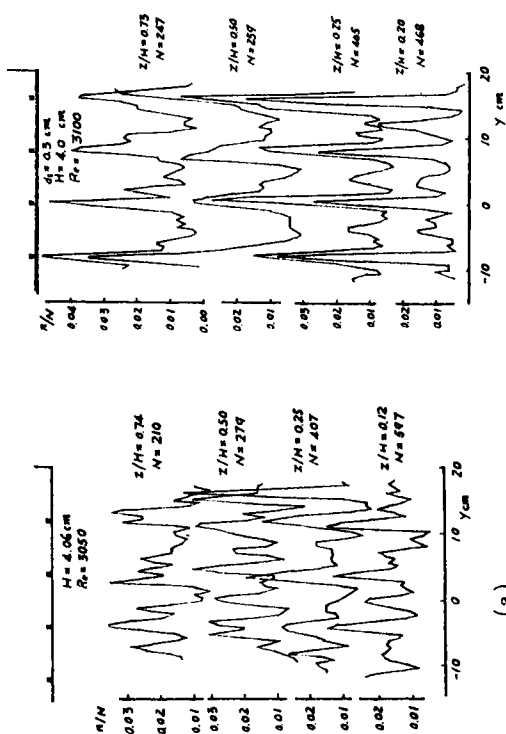 H = 4.06 cm
Re = 3050
n/N
0.03
0.02
0.01
0.03
0.02
0.01
0.02
0.01
0.02
0.01
Z/H = 0.74
N = 210
Z/H = 0.50
N = 279
Z/H = 0.25
N = 407
Z/H = 0.12
N = 597
-10
0
10
20
Y cm
(a)
d₁ = 0.5 cm
H = 4.0 cm
Re = 3100
n/N
0.04
0.03
0.02
0.01
0.00
0.02
0.01
0.03
0.02
0.01
0.02
0.01
Z/H = 0.73
N = 247
Z/H = 0.50
N = 259
Z/H = 0.25
N = 465
Z/H = 0.20
N = 468
-10
0
10
20
Y cm